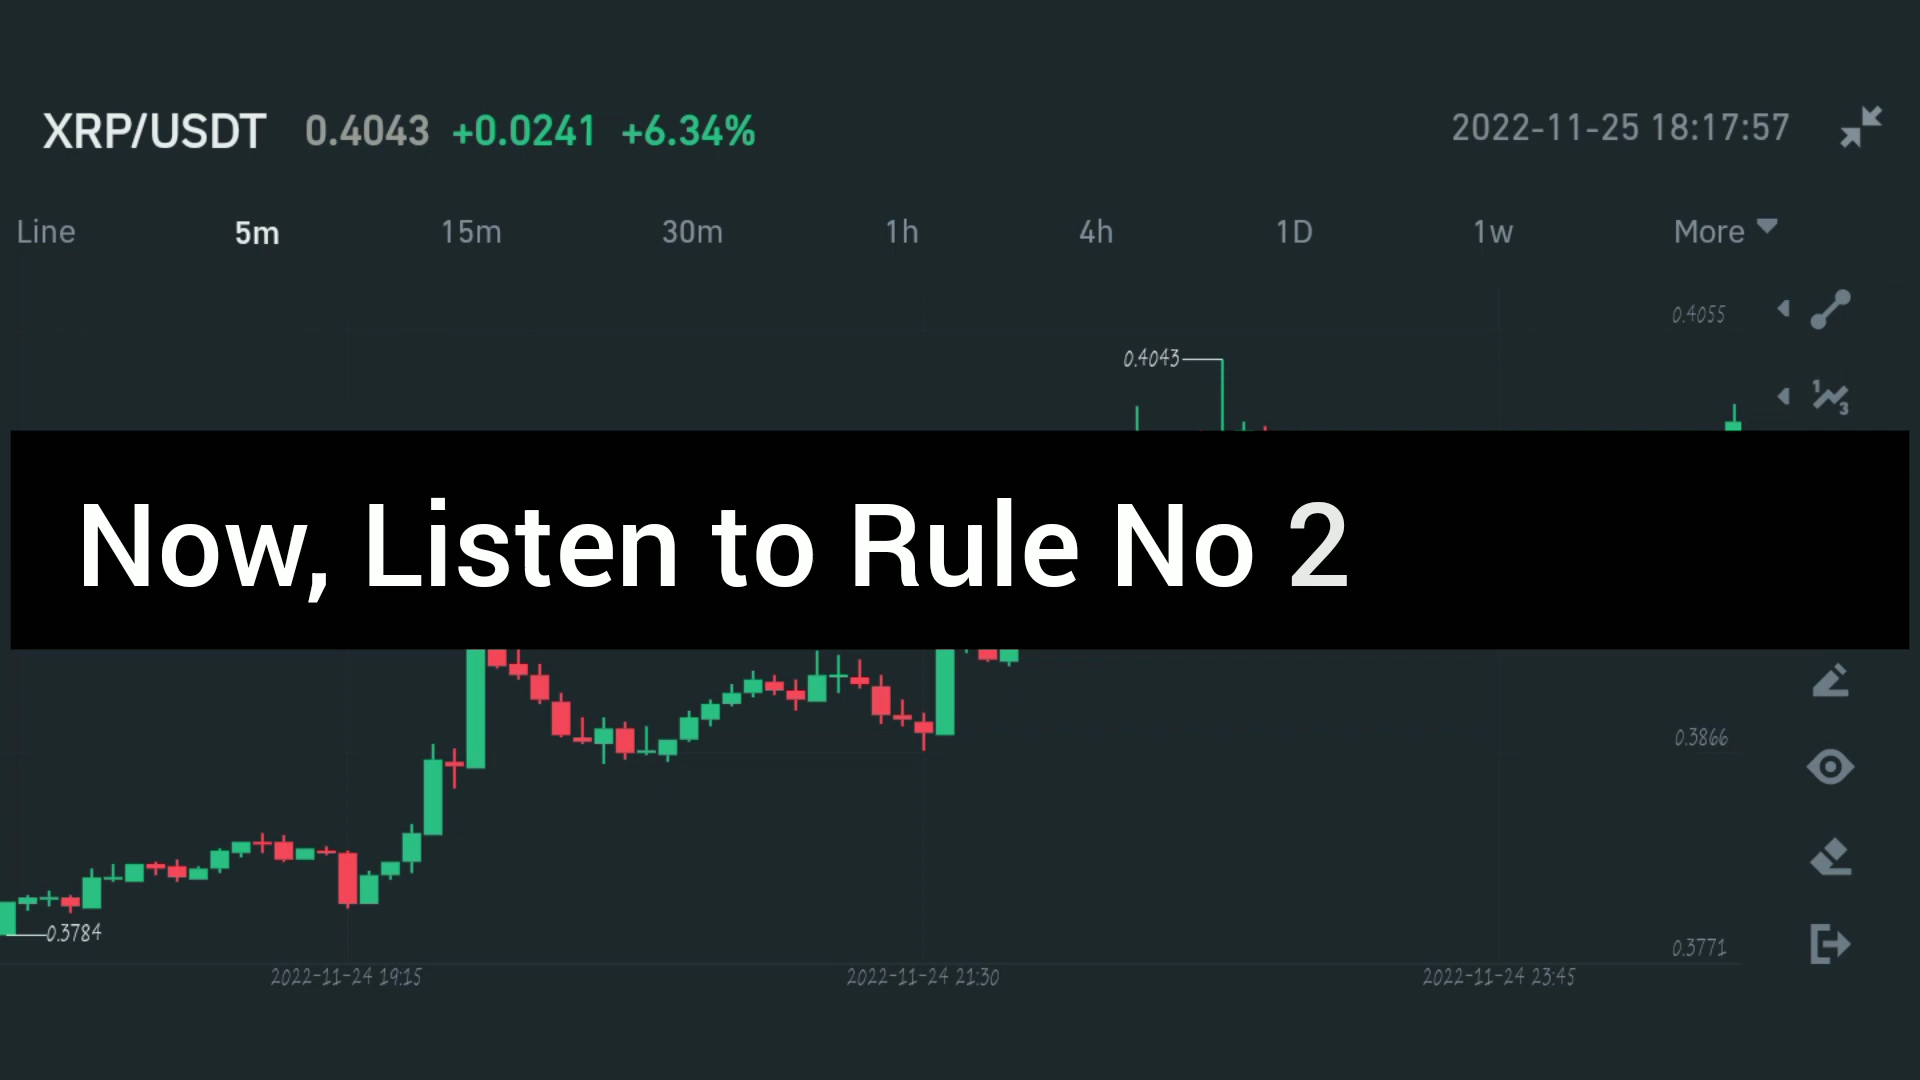 XRP/USDT 0.4043 +0.0241 +6.34% 2022-11-25 18:17:57
Line 5m 15m 30m 1h 4h 1D 1w More
0.4055
0.4043
1 3
Now, Listen to Rule No 2
0.3866
0.3784
0.3771
2022-11-24 19:15 2022-11-24 21:30 2022-11-24 23:45